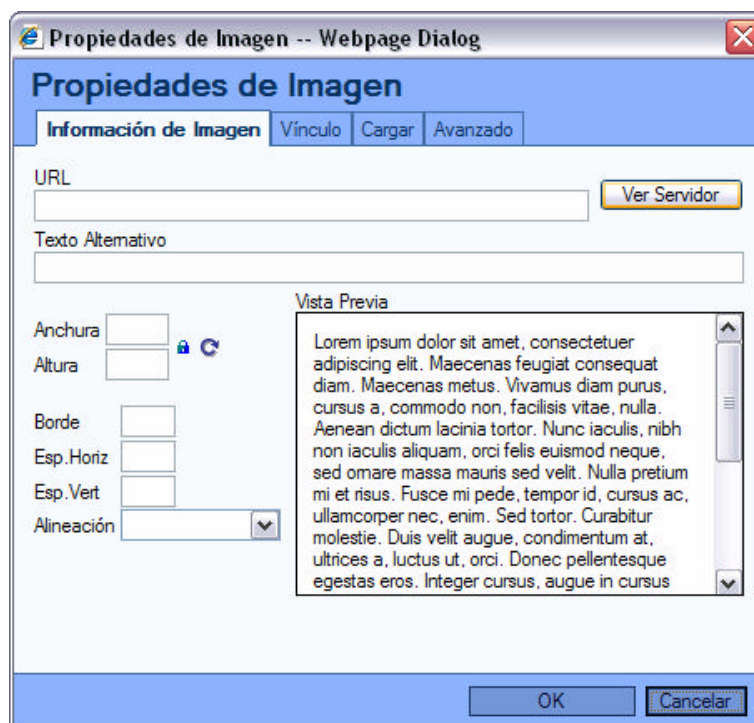 Propiedades de Imagen -- Webpage Dialog
Propiedades de Imagen
Información de Imagen Vínculo Cargar Avanzado
URL
Ver Servidor
Texto Alternativo
Vista Previa
Anchura
Altura
Borde
Esp.Horiz
Esp.Vert
Alineación
Lorem ipsum dolor sit amet, consectetuer
adipiscing elit. Maecenas feugiat consequat
diam. Maecenas metus. Vivamus diam purus,
cursus a, commodo non, facilisis vitae, nulla.
Aenean dictum lacinia tortor. Nunc iaculis, nibh
non iaculis aliquam, orci felis euismod neque,
sed ornare massa mauris sed velit. Nulla pretium
mi et risus. Fusce mi pede, tempor id, cursus ac,
ullamcorper nec, enim. Sed tortor. Curabitur
molestie. Duis velit augue, condimentum at,
ultrices a, luctus ut, orci. Donec pellentesque
egestas eros. Integer cursus, augue in cursus
OK Cancelar